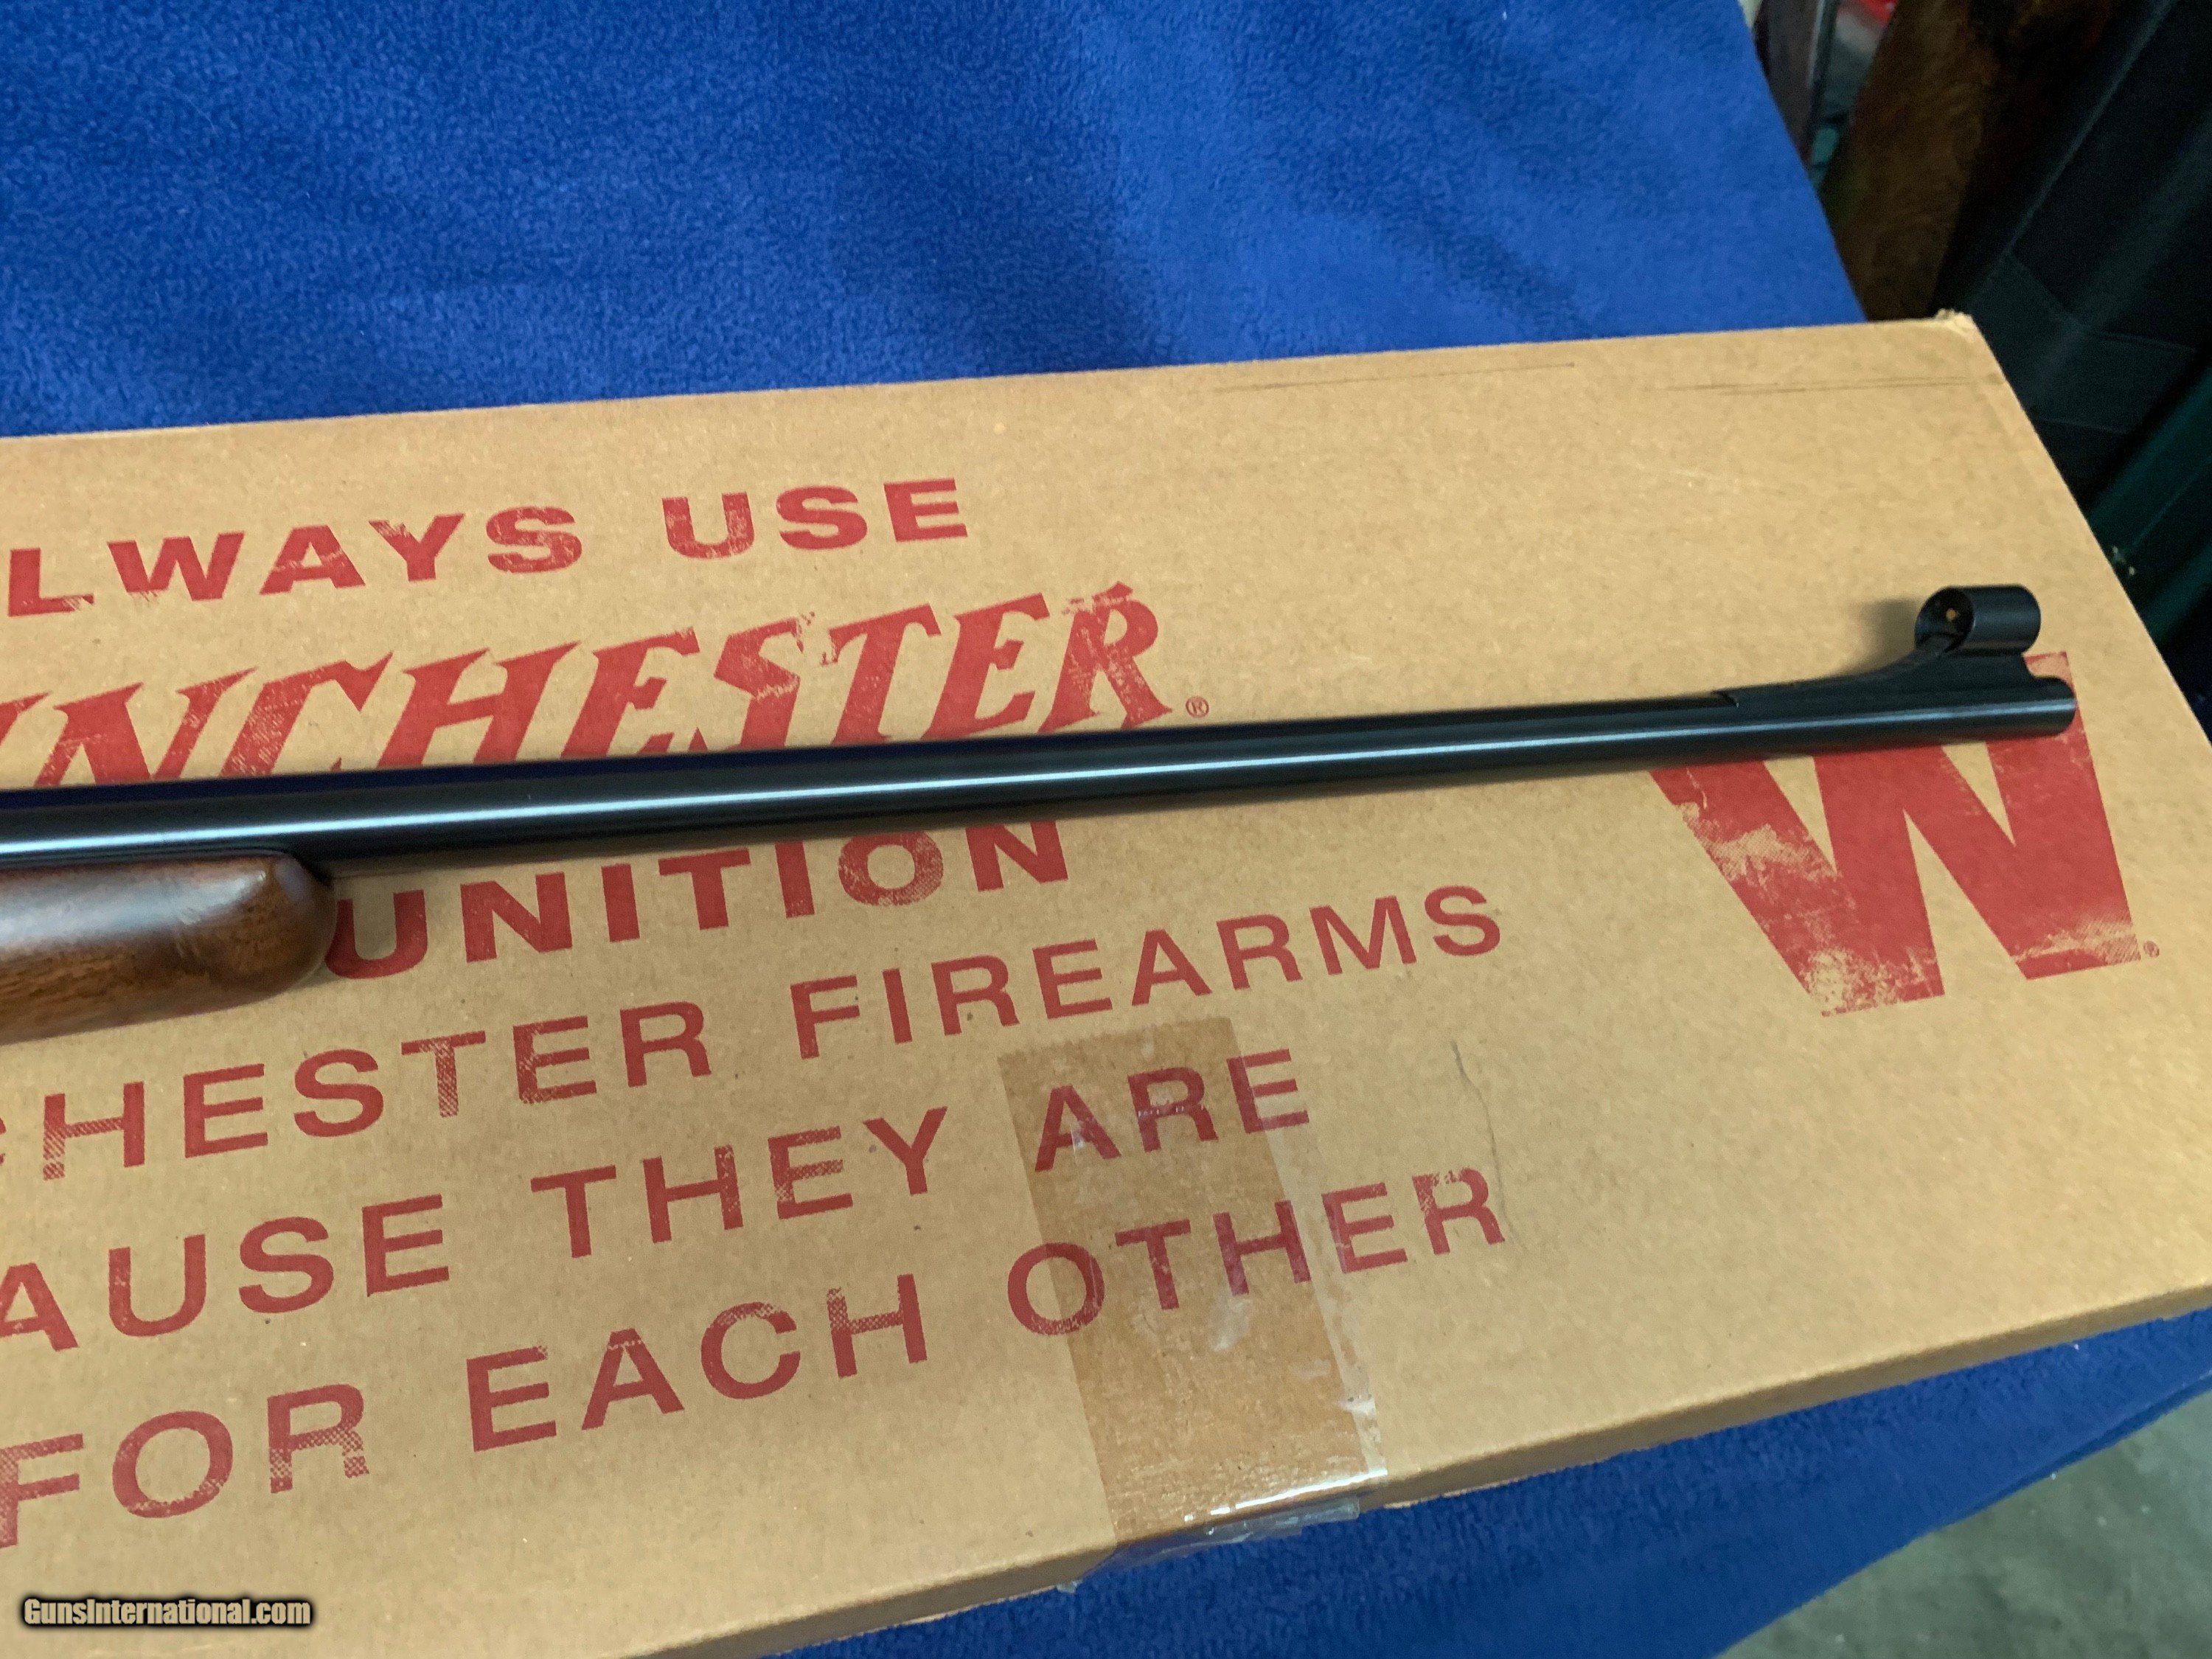 LWAYS USE
NCHESTER®
UNITION
CHESTER FIREARMS
AUSE THEY ARE
FOR EACH OTHER
W®
GunsInternational.com